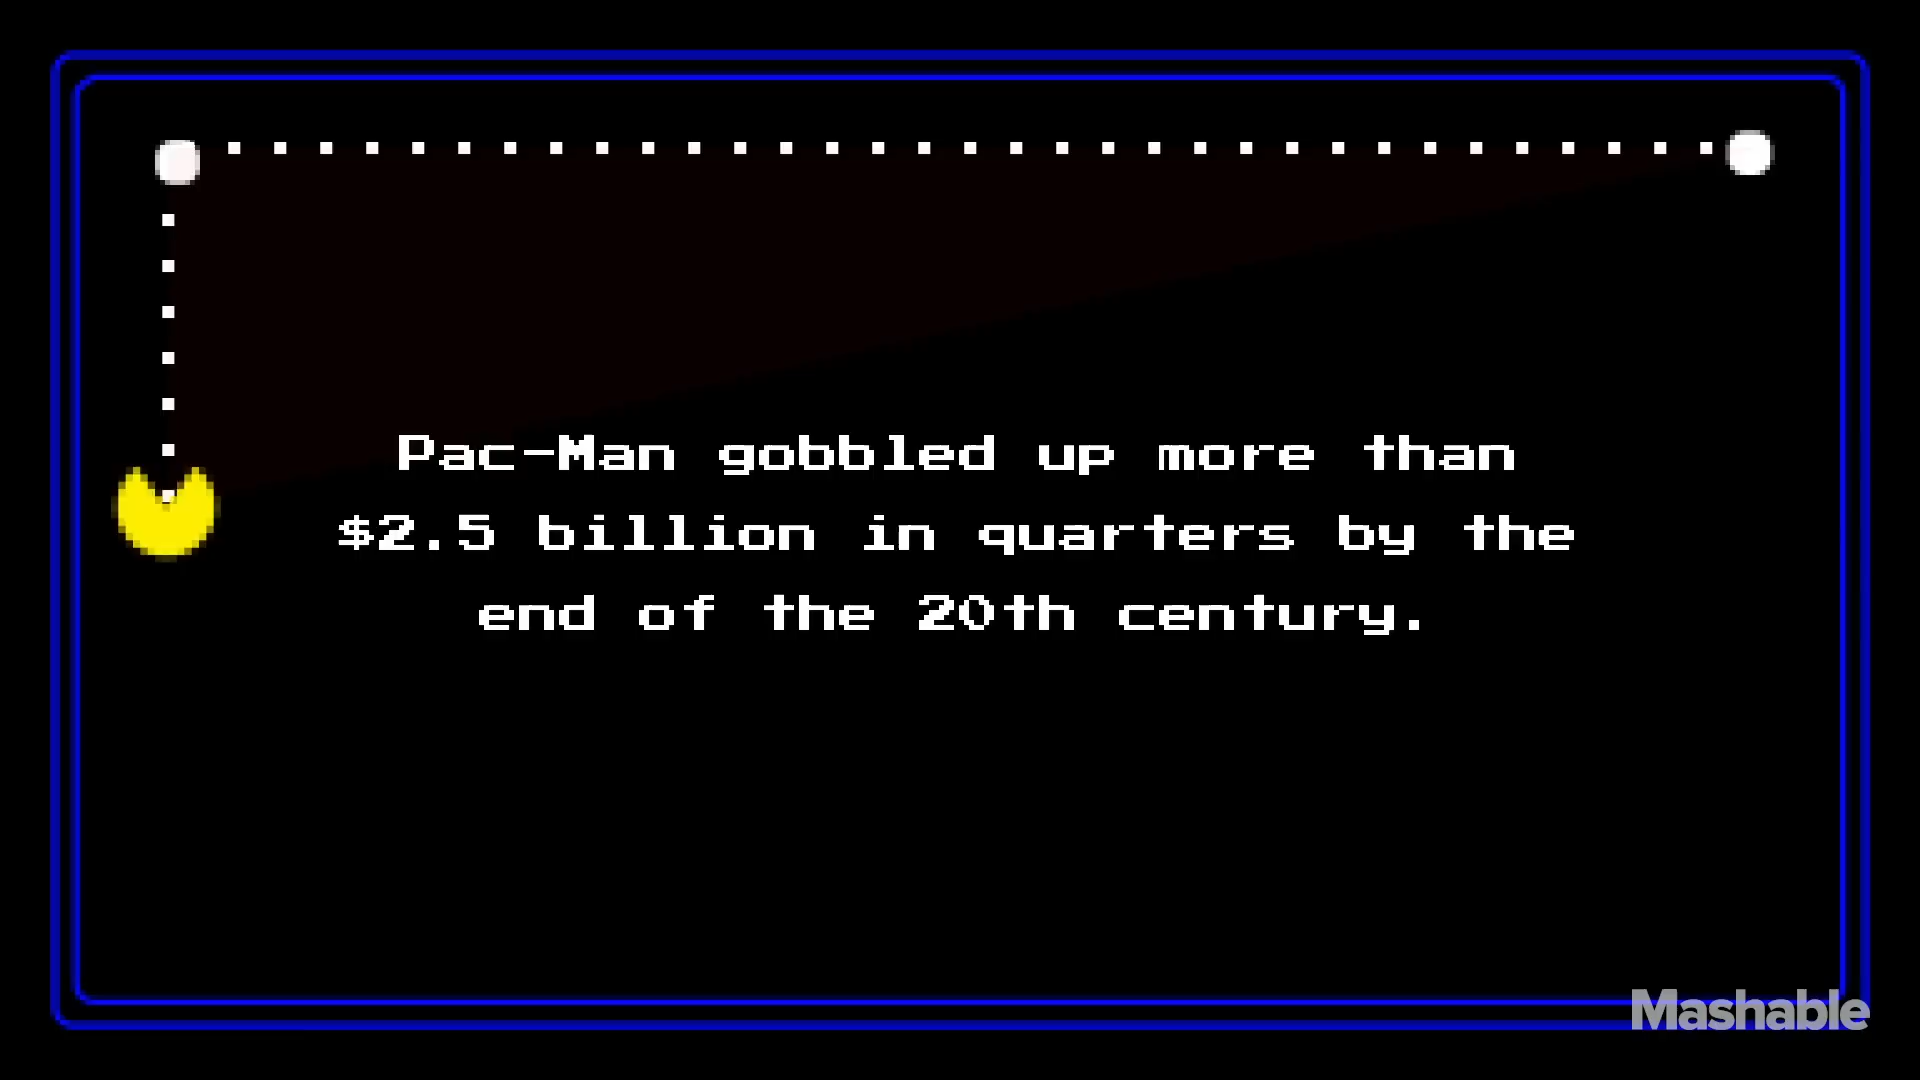 Pac-Man gobbled up more than
$2.5 billion in quarters by the
end of the 20th century.
Mashable